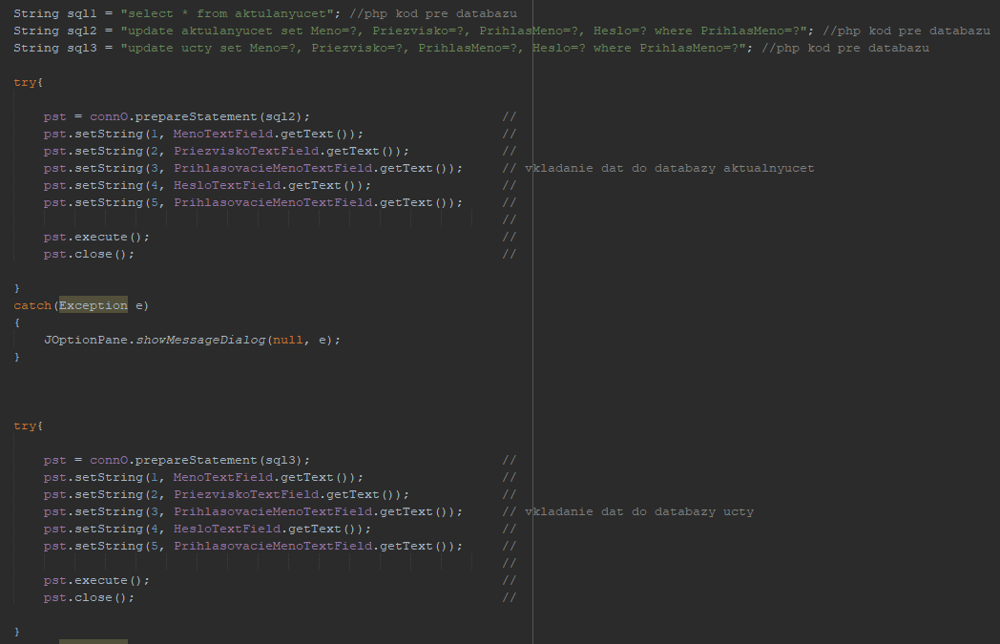 String sql1 = "select * from aktulanyucet"; //php kod pre databazu
String sql2 = "update aktulanyucet set Meno=?, Priezvisko=?, PrihlasMeno=?, Heslo=? where PrihlasMeno=?"; //php kod pre databazu
String sql3 = "update ucty set Meno=?, Priezvisko=?, PrihlasMeno=?, Heslo=? where PrihlasMeno=?"; //php kod pre databazu
try{
pst = connO.prepareStatement(sql2); //
pst.setString(1, MenoTextField.getText()); //
pst.setString(2, PriezviskoTextField.getText()); //
pst.setString(3, PrihlasovacieMenoTextField.getText()); // vkladanie dat do databazy aktualnyucet
pst.setString(4, HesloTextField.getText()); //
pst.setString(5, PrihlasovacieMenoTextField.getText()); //
//
pst.execute(); //
pst.close(); //
}
catch(Exception e)
{
JOptionPane.showMessageDialog(null, e);
}
try{
pst = connO.prepareStatement(sql3); //
pst.setString(1, MenoTextField.getText()); //
pst.setString(2, PriezviskoTextField.getText()); //
pst.setString(3, PrihlasovacieMenoTextField.getText()); // vkladanie dat do databazy ucty
pst.setString(4, HesloTextField.getText()); //
pst.setString(5, PrihlasovacieMenoTextField.getText()); //
//
pst.execute(); //
pst.close(); //
}